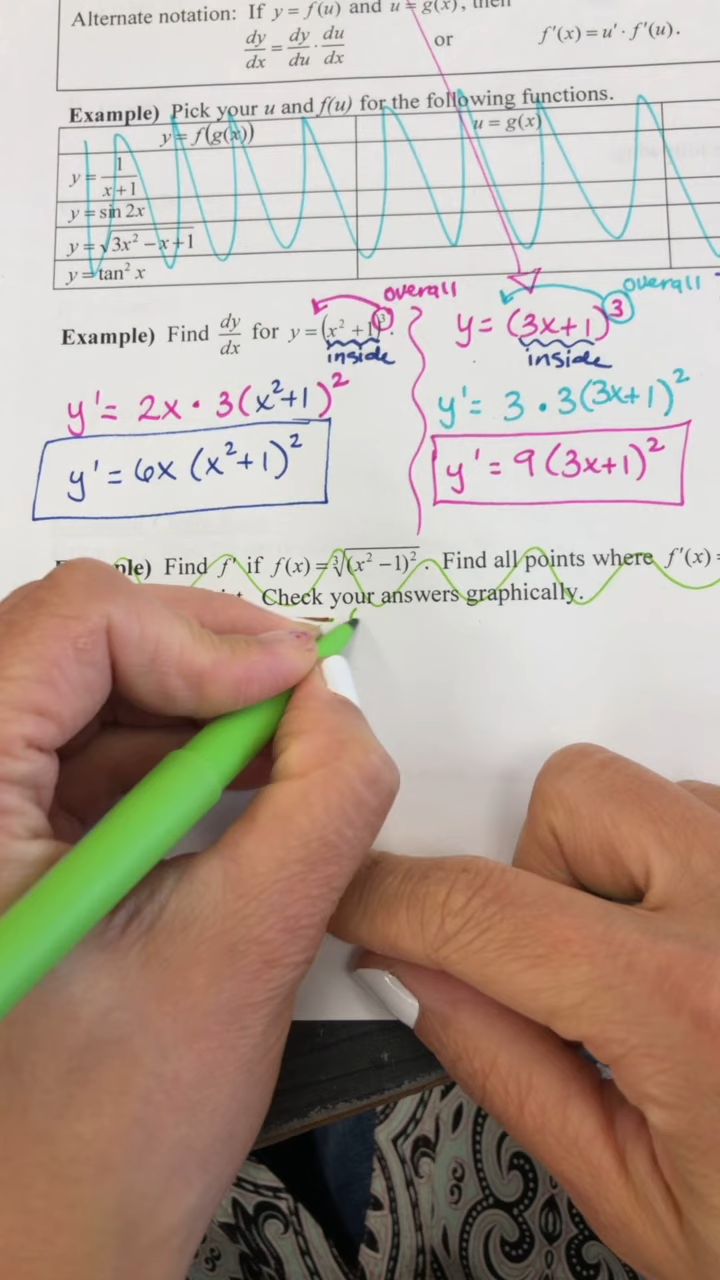 Alternate notation: If y = f(u) and u = g(x), then
dy/dx = dy/du · du/dx or f'(x) = u' · f'(u).
Example) Pick your u and f(u) for the following functions.
y = f(g(x)) u = g(x)
y = 1/(x+1)
y = sin 2x
y = √(3x² − x + 1)
y = tan² x
overall overall
Example) Find dy/dx for y = (x² + 1)³. y = (3x+1)³
inside inside
y' = 2x · 3(x²+1)² y' = 3 · 3(3x+1)²
y' = 6x (x²+1)² y' = 9(3x+1)²
ple) Find f' if f(x) = ∛(x² − 1)². Find all points where f'(x) =
Check your answers graphically.